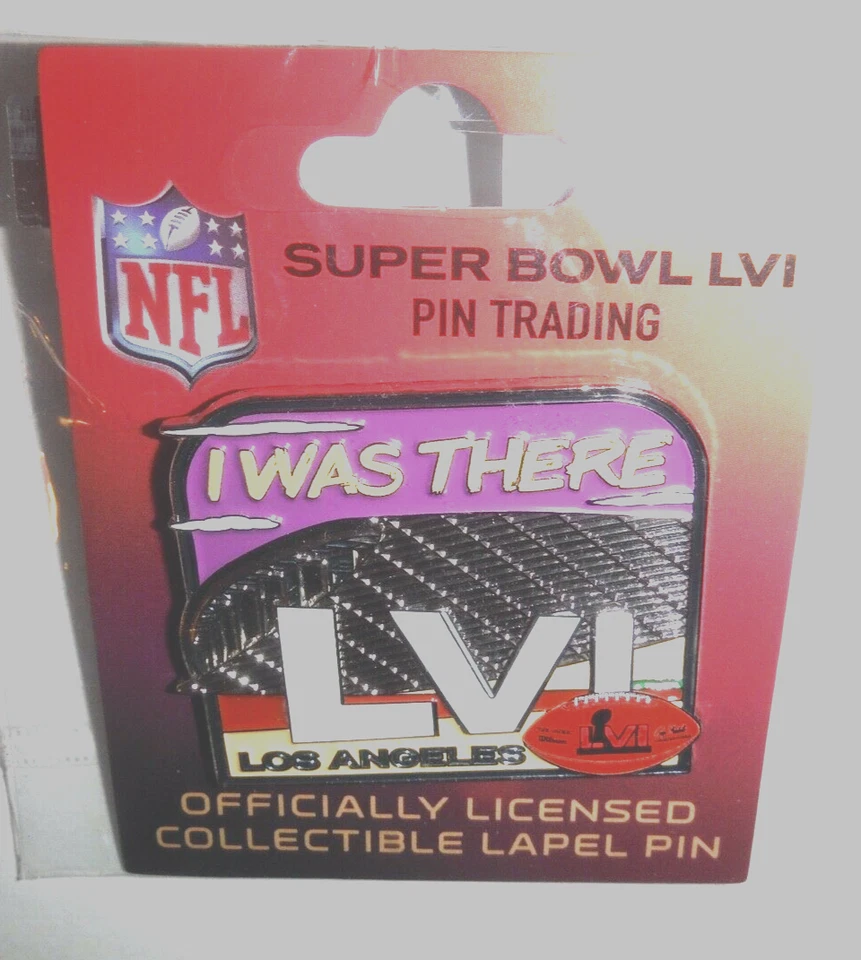 NFL
SUPER BOWL LVI
PIN TRADING
I WAS THERE
LVI
LOS ANGELES
LVI
OFFICIALLY LICENSED
COLLECTIBLE LAPEL PIN